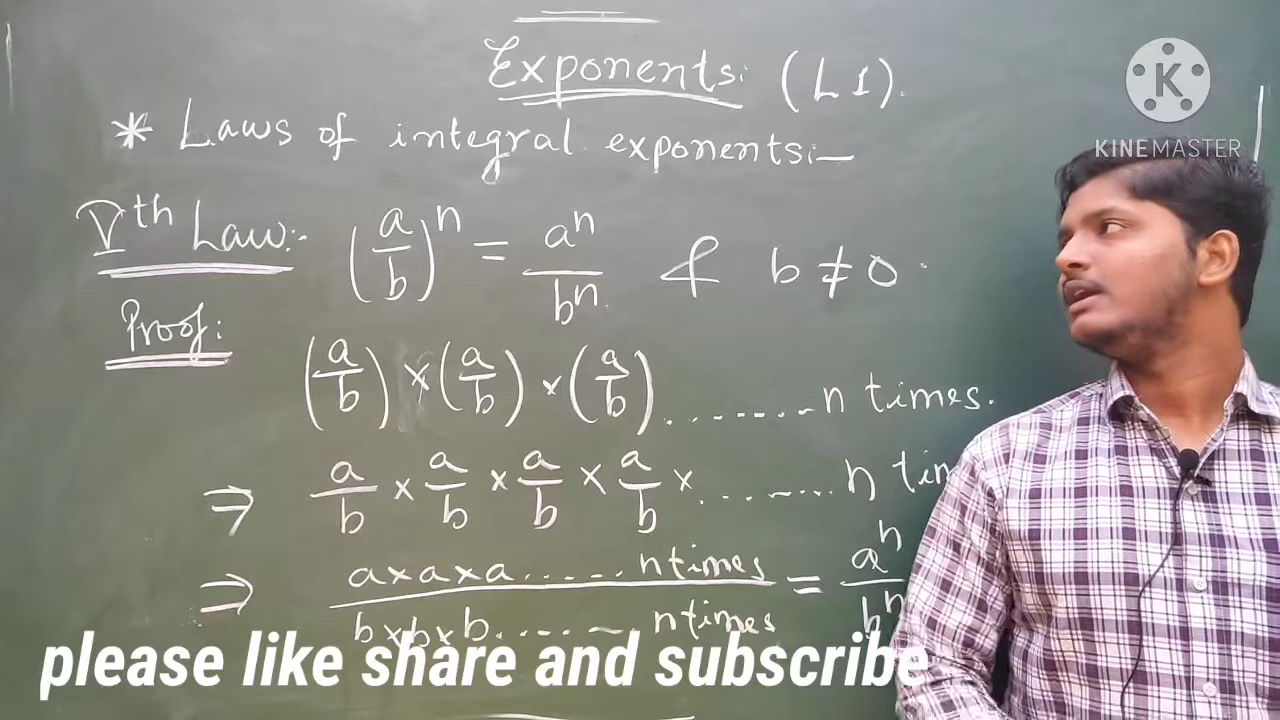 Exponents: (L1).
KINEMASTER
* Laws of integral exponents:—
Vth Law:- (a/b)^n = a^n/b^n & b ≠ 0.
Proof:
(a/b) × (a/b) × (a/b) ......... n times.
⇒ a/b × a/b × a/b × a/b × ........ n tim
⇒ a×a×a...... n times / b×b×b...... n times = a^n/b^n
please like share and subscribe